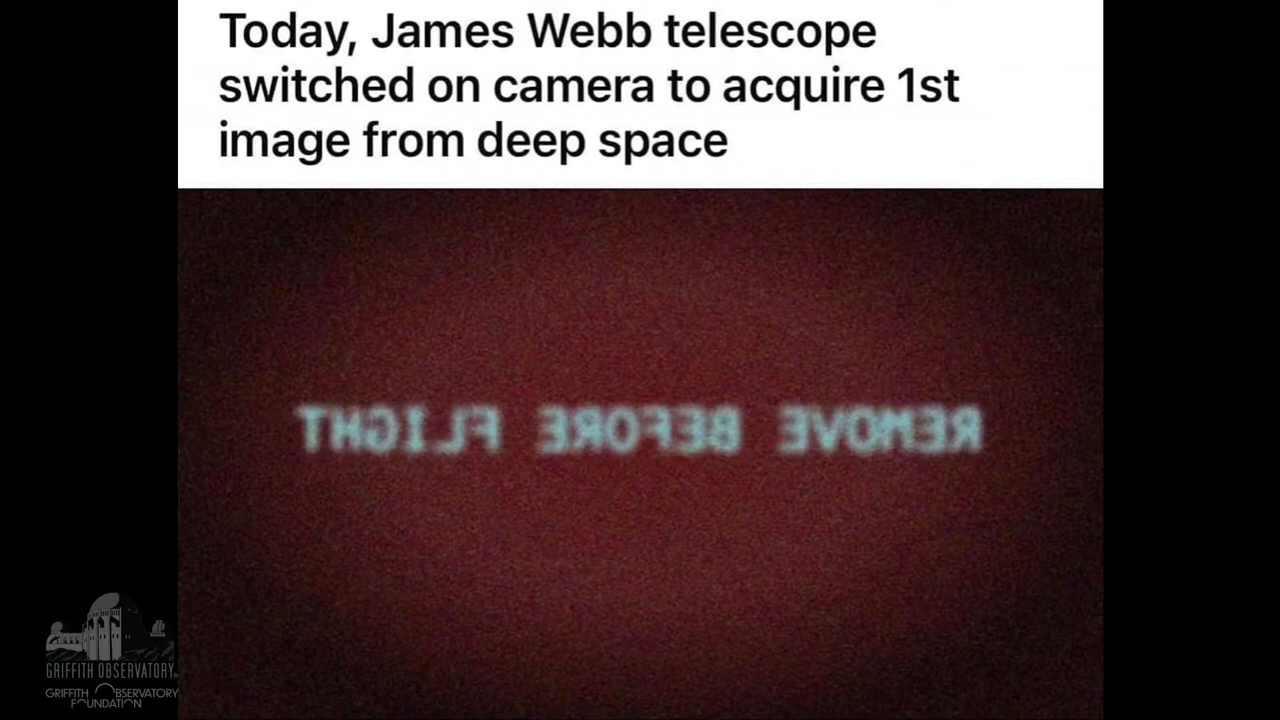 Today, James Webb telescope
switched on camera to acquire 1st
image from deep space
REMOVE BEFORE FLIGHT
GRIFFITH OBSERVATORY
GRIFFITH OBSERVATORY
FOUNDATION